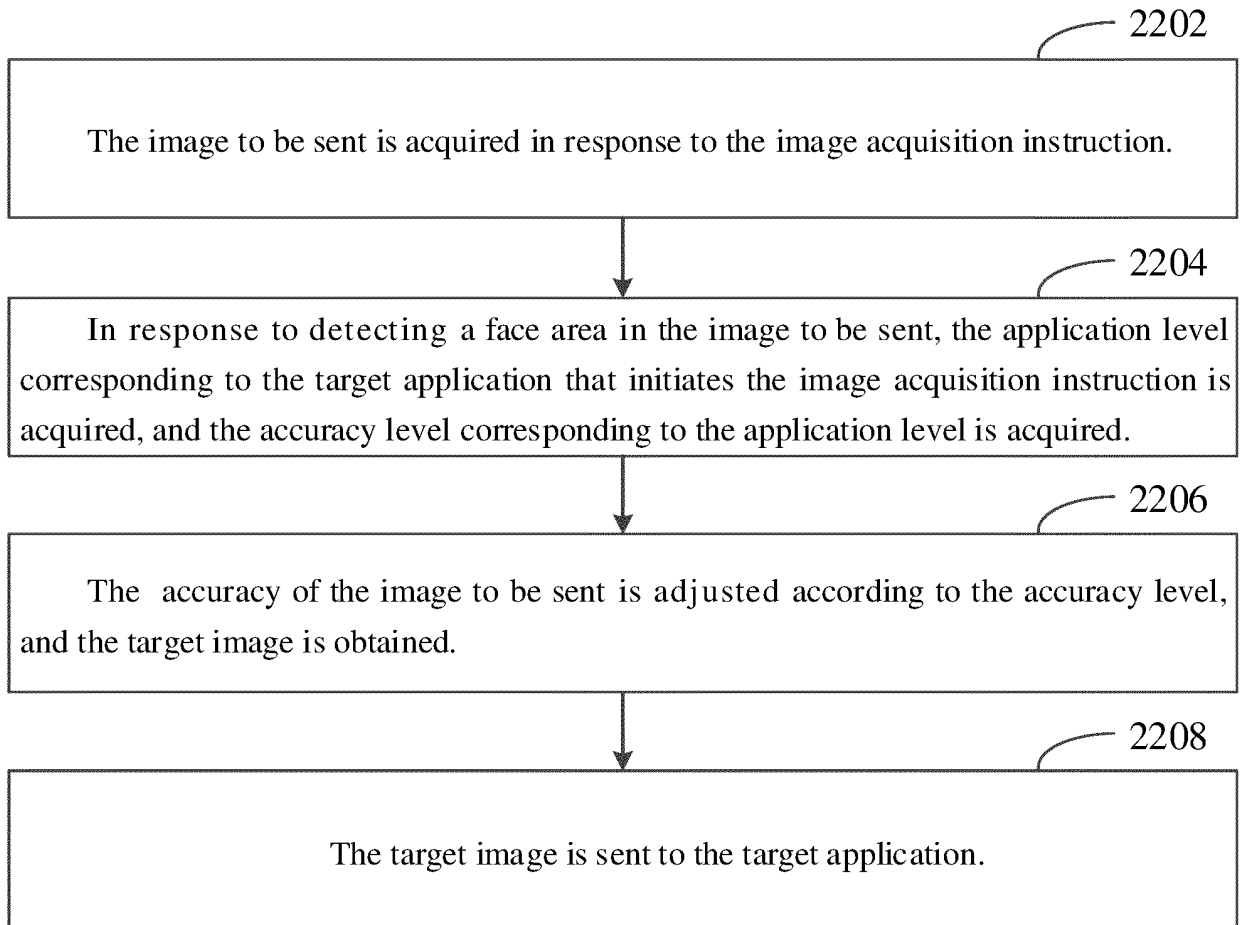 2202
The image to be sent is acquired in response to the image acquisition instruction.
2204
In response to detecting a face area in the image to be sent, the application level
corresponding to the target application that initiates the image acquisition instruction is
acquired, and the accuracy level corresponding to the application level is acquired.
2206
The accuracy of the image to be sent is adjusted according to the accuracy level,
and the target image is obtained.
2208
The target image is sent to the target application.